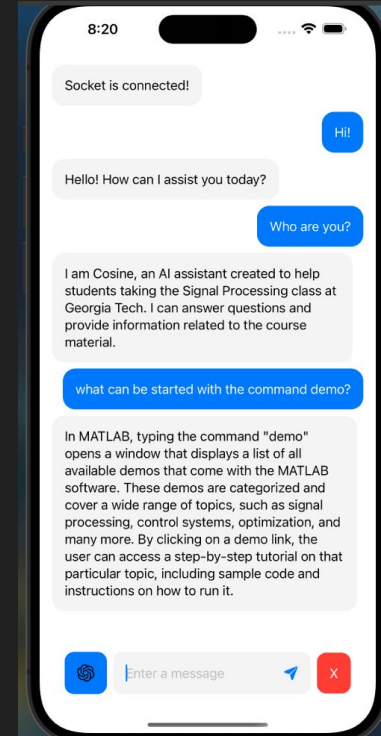 8:20
Socket is connected!
Hi!
Hello! How can I assist you today?
Who are you?
I am Cosine, an AI assistant created to help
students taking the Signal Processing class at
Georgia Tech. I can answer questions and
provide information related to the course
material.
what can be started with the command demo?
In MATLAB, typing the command "demo"
opens a window that displays a list of all
available demos that come with the MATLAB
software. These demos are categorized and
cover a wide range of topics, such as signal
processing, control systems, optimization, and
many more. By clicking on a demo link, the
user can access a step-by-step tutorial on that
particular topic, including sample code and
instructions on how to run it.
Enter a message
X